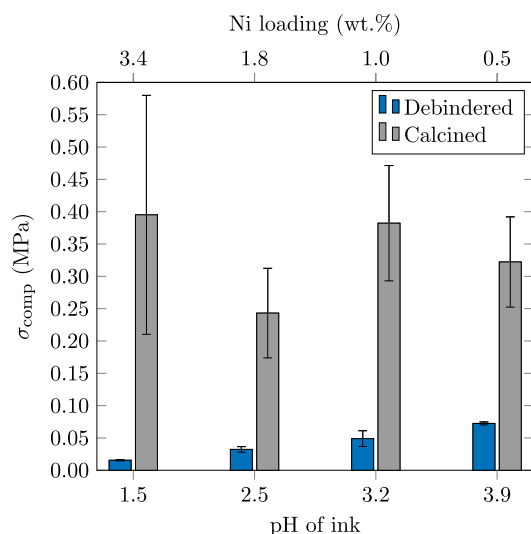 Ni loading (wt.%)
3.4 1.8 1.0 0.5
0.60
0.55
0.50
0.45
0.40
0.35
0.30
0.25
0.20
0.15
0.10
0.05
0.00
σcomp (MPa)
Debindered
Calcined
1.5 2.5 3.2 3.9
pH of ink